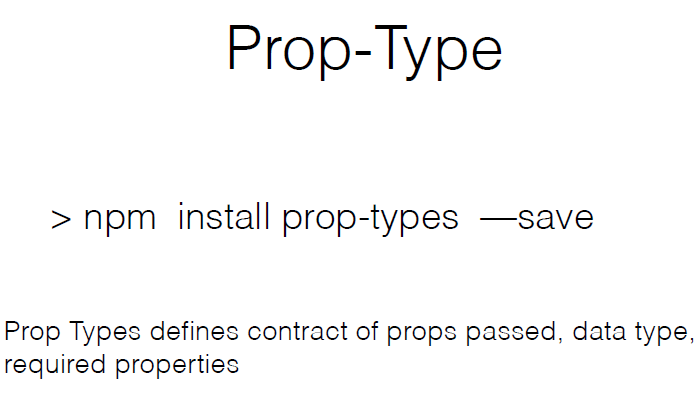 Prop-Type
> npm install prop-types —save
Prop Types defines contract of props passed, data type,
required properties